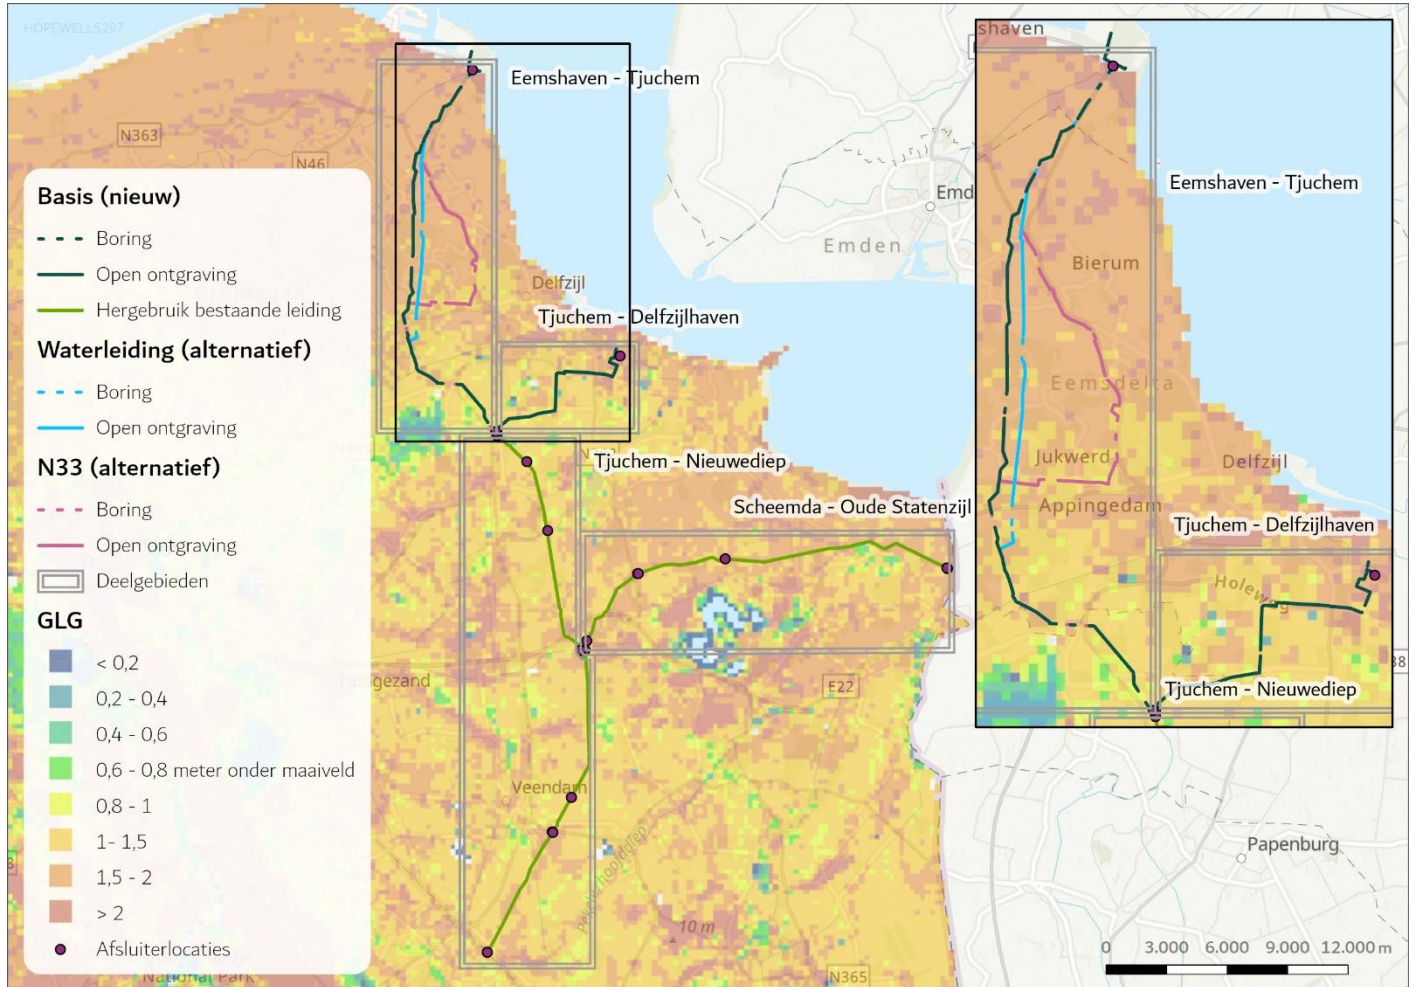 HOPEWELL5297
N363
N46
Eemshaven - Tjuchem
Emd
Emden
Delfzijl
Tjuchem - Delfzijlhaven
Tjuchem - Nieuwediep
Scheemda - Oude Statenzijl
E22
Veendam
10 m
N365
Papenburg
National Park
Basis (nieuw)
Boring
Open ontgraving
Hergebruik bestaande leiding
Waterleiding (alternatief)
Boring
Open ontgraving
N33 (alternatief)
Boring
Open ontgraving
Deelgebieden
GLG
< 0,2
0,2 - 0,4
0,4 - 0,6
0,6 - 0,8 meter onder maaiveld
0,8 - 1
1- 1,5
1,5 - 2
> 2
Afsluiterlocaties
shaven
Eemshaven - Tjuchem
Bierum
Eemsdelta
Jukwerd
Delfzijl
Appingedam
Tjuchem - Delfzijlhaven
Holeweg
Tjuchem - Nieuwediep
0 3.000 6.000 9.000 12.000 m